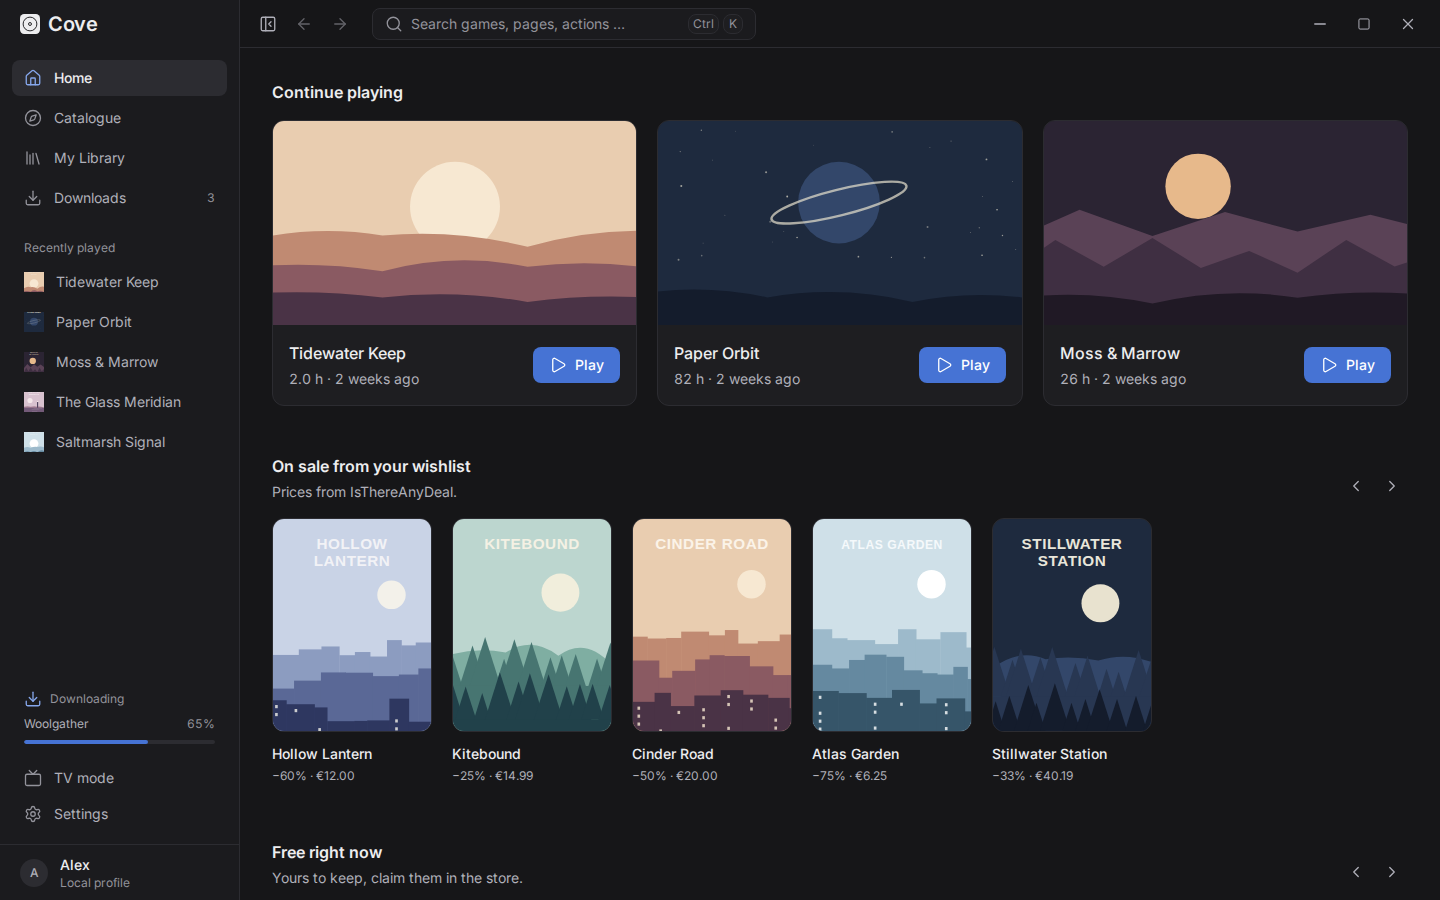 Cove
Search games, pages, actions ...
Ctrl
K
Home
Catalogue
My Library
Downloads
3
Recently played
Tidewater Keep
Paper Orbit
Moss & Marrow
The Glass Meridian
Saltmarsh Signal
Downloading
Woolgather
65%
TV mode
Settings
A
Alex
Local profile
Continue playing
Tidewater Keep
2.0 h · 2 weeks ago
Play
Paper Orbit
82 h · 2 weeks ago
Play
Moss & Marrow
26 h · 2 weeks ago
Play
On sale from your wishlist
Prices from IsThereAnyDeal.
HOLLOW
LANTERN
Hollow Lantern
−60% · €12.00
KITEBOUND
Kitebound
−25% · €14.99
CINDER ROAD
Cinder Road
−50% · €20.00
ATLAS GARDEN
Atlas Garden
−75% · €6.25
STILLWATER
STATION
Stillwater Station
−33% · €40.19
Free right now
Yours to keep, claim them in the store.